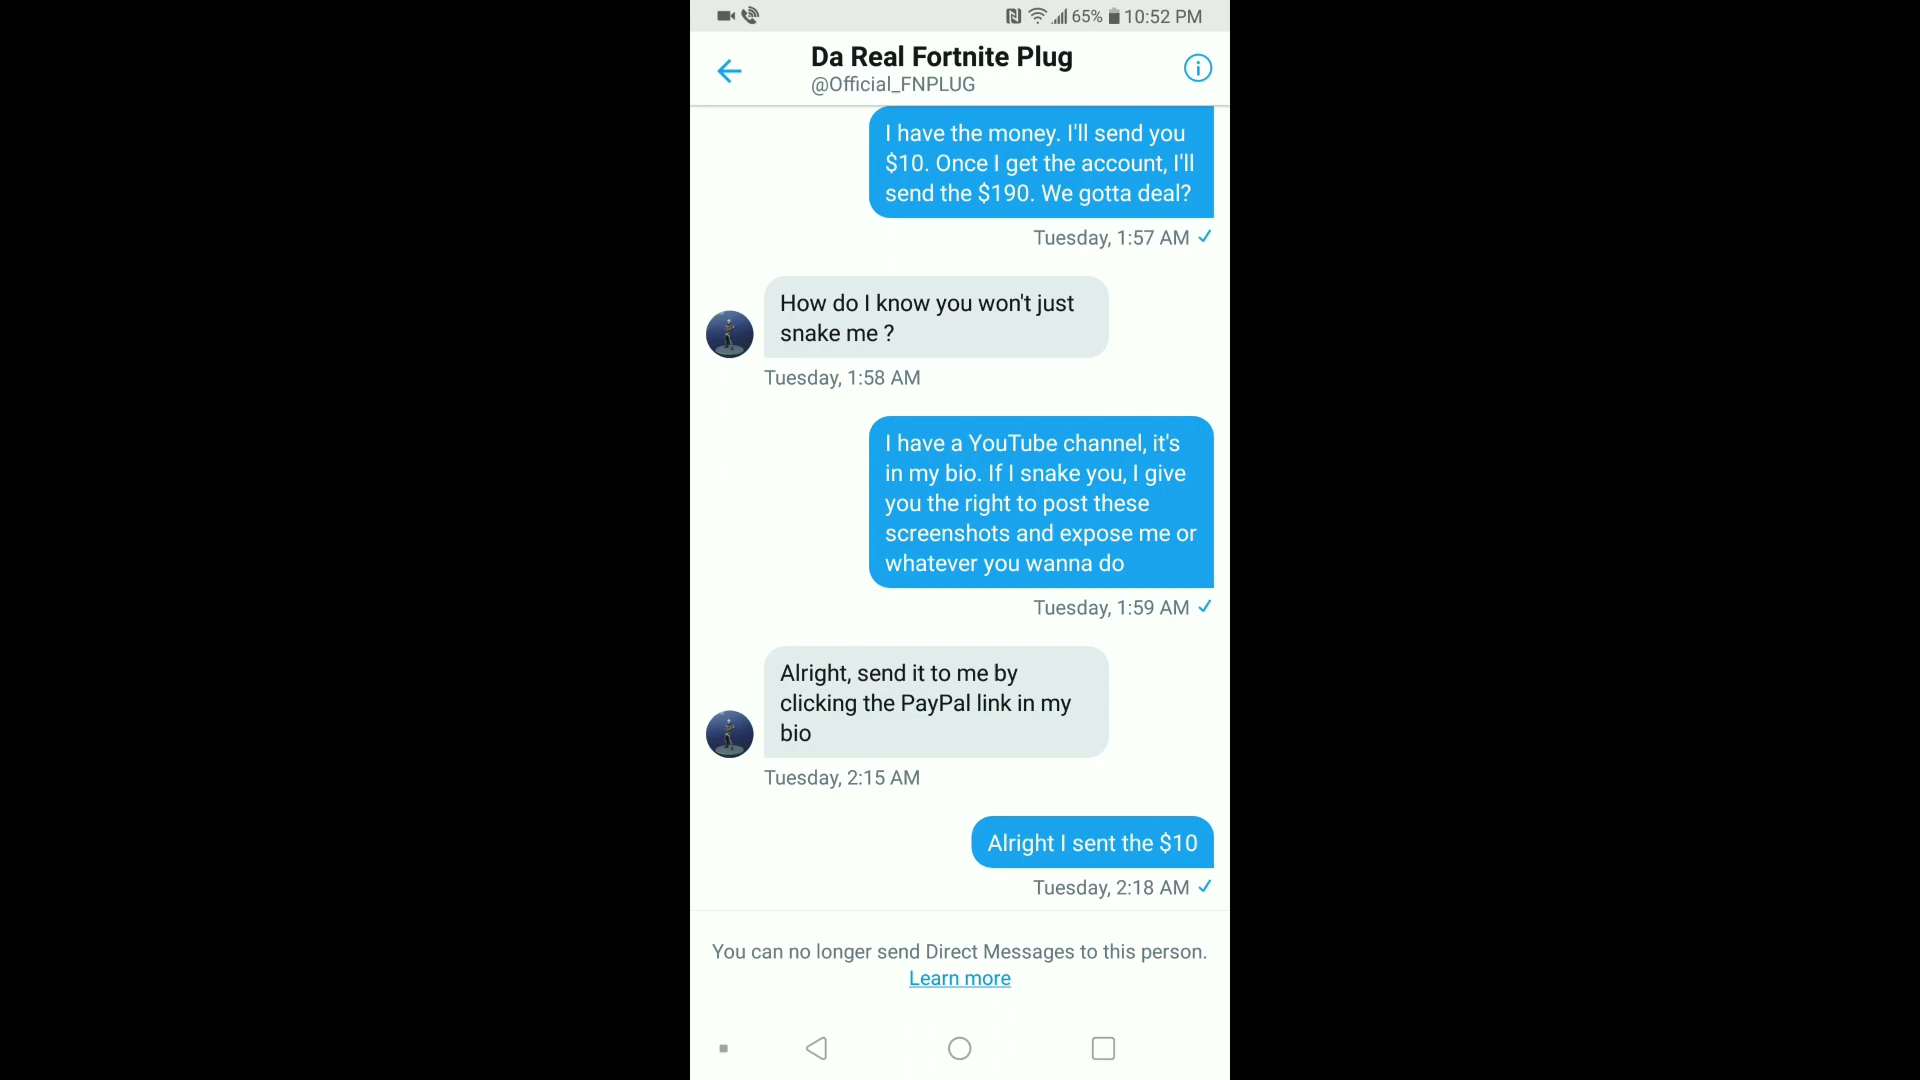 65% 10:52 PM
Da Real Fortnite Plug
@Official_FNPLUG
I have the money. I'll send you
$10. Once I get the account, I'll
send the $190. We gotta deal?
Tuesday, 1:57 AM ✓
How do I know you won't just
snake me ?
Tuesday, 1:58 AM
I have a YouTube channel, it's
in my bio. If I snake you, I give
you the right to post these
screenshots and expose me or
whatever you wanna do
Tuesday, 1:59 AM ✓
Alright, send it to me by
clicking the PayPal link in my
bio
Tuesday, 2:15 AM
Alright I sent the $10
Tuesday, 2:18 AM ✓
You can no longer send Direct Messages to this person.
Learn more